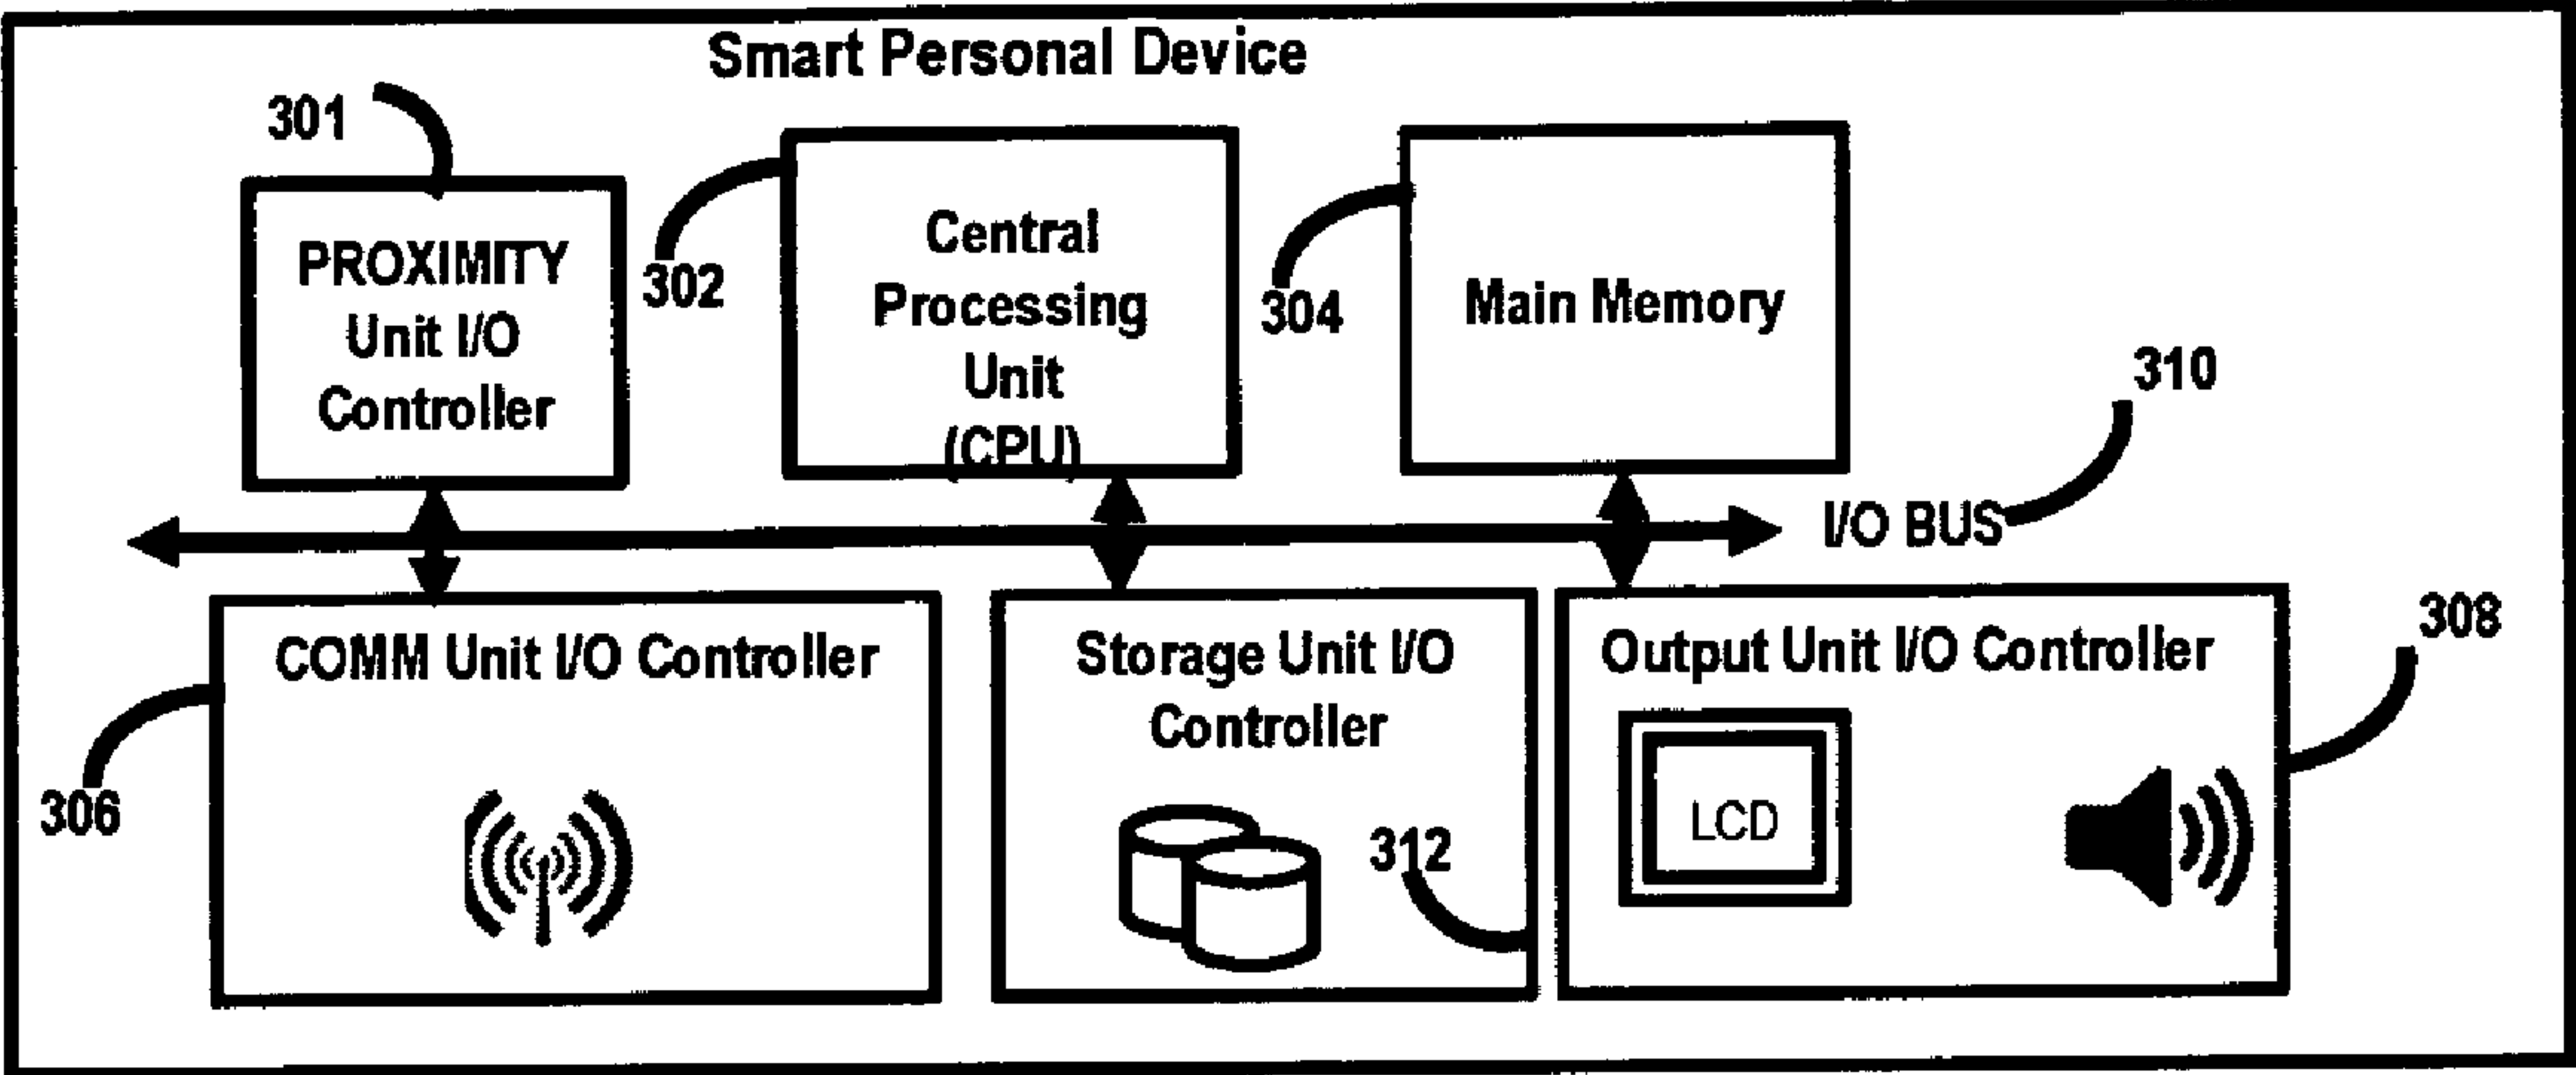 Smart Personal Device
301
PROXIMITY
Unit I/O
Controller
302
Central
Processing
Unit
(CPU)
304
Main Memory
310
I/O BUS
306
COMM Unit I/O Controller
Storage Unit I/O
Controller
312
Output Unit I/O Controller
LCD
308